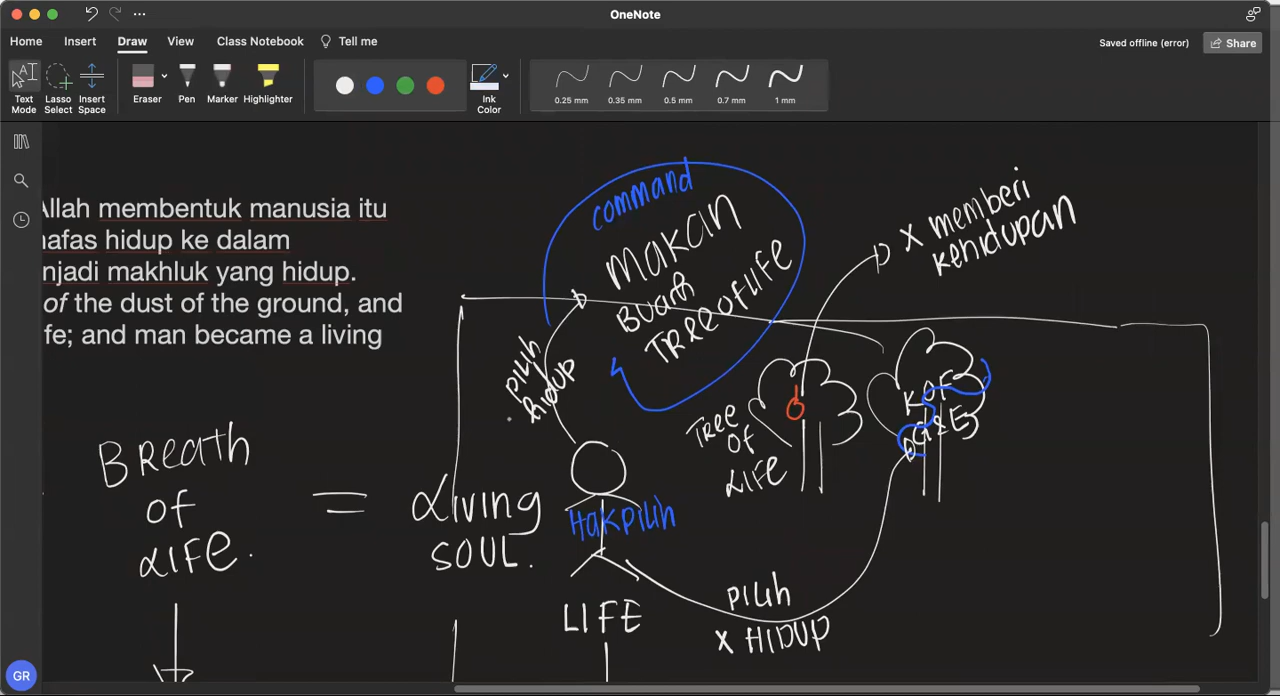 OneNote
Home
Insert
Draw
View
Class Notebook
Tell me
Saved offline (error)
Share
Text
Mode
Lasso
Select
Insert
Space
Eraser
Pen
Marker
Highlighter
Ink
Color
0.25 mm
0.35 mm
0.5 mm
0.7 mm
1 mm
Allah membentuk manusia itu
nafas hidup ke dalam
njadi makhluk yang hidup.
of the dust of the ground, and
fe; and man became a living
command
MAKAN
BUAH
TREE OF LIFE
X memberi
kehidupan
PILIH
hidup
TREE
OF
LIFE
K OF
G & E
BREATH
OF
LIFE.
=
LIVING
SOUL.
HAK PILIH
LIFE
PILIH
X HIDUP
GR